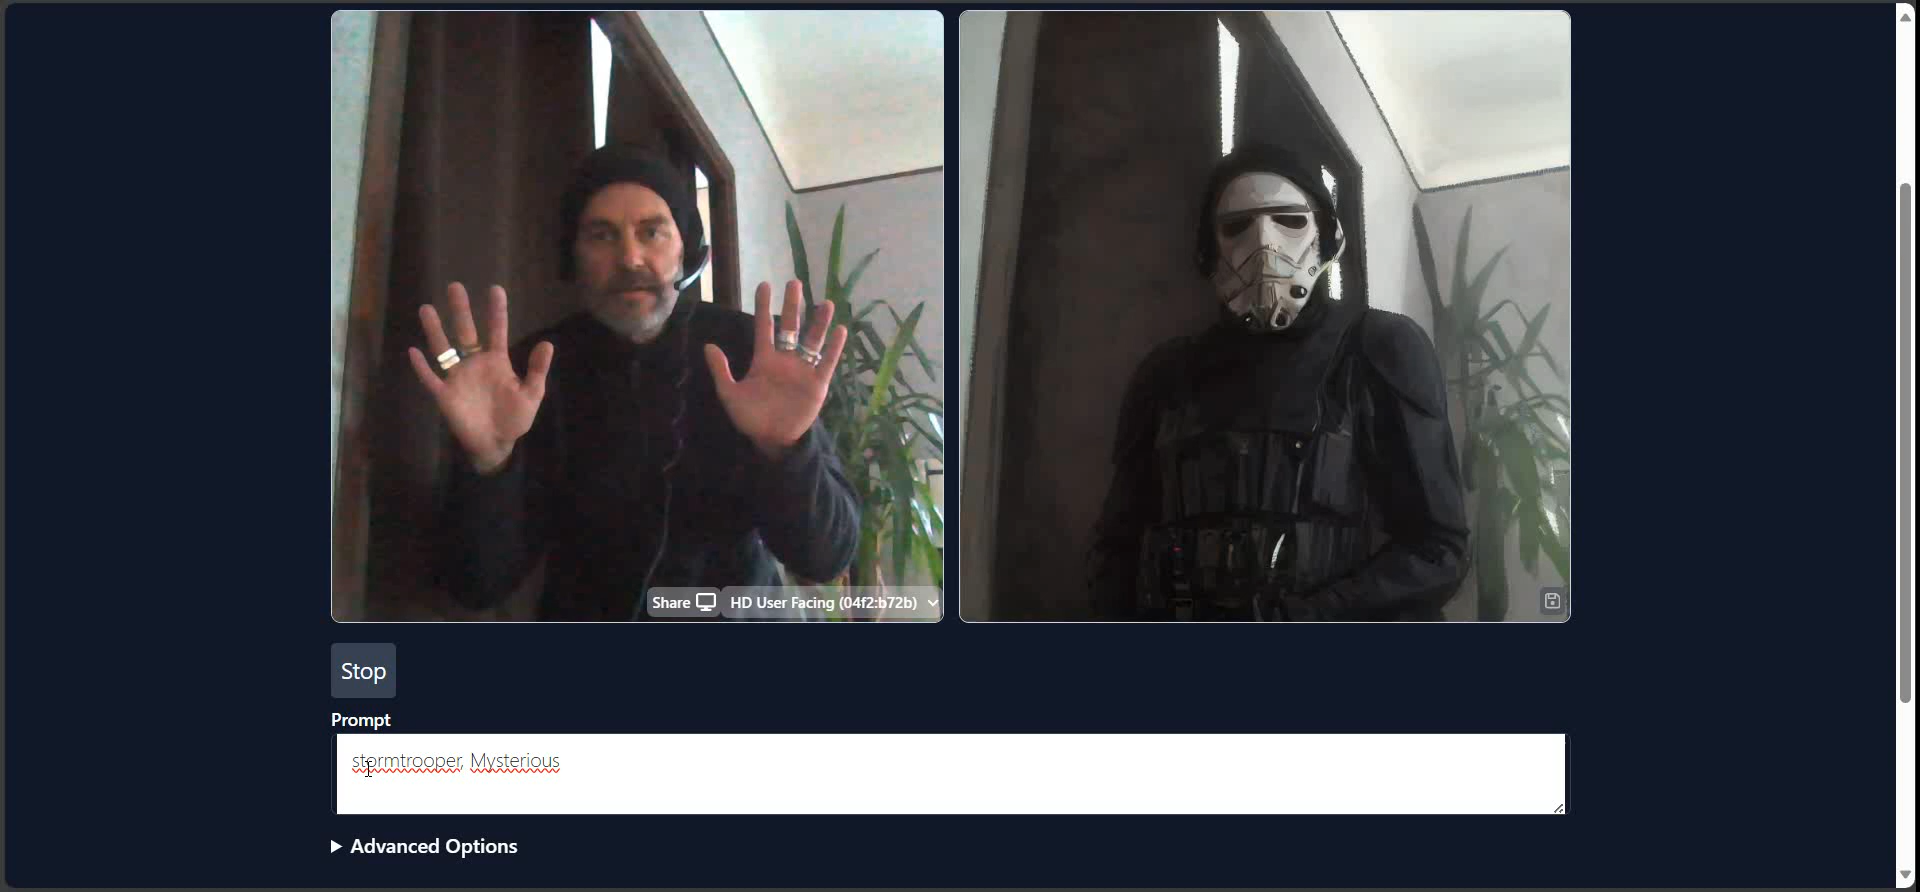 Share HD User Facing (04f2:b72b)
Stop
Prompt
stormtrooper, Mysterious
Advanced Options